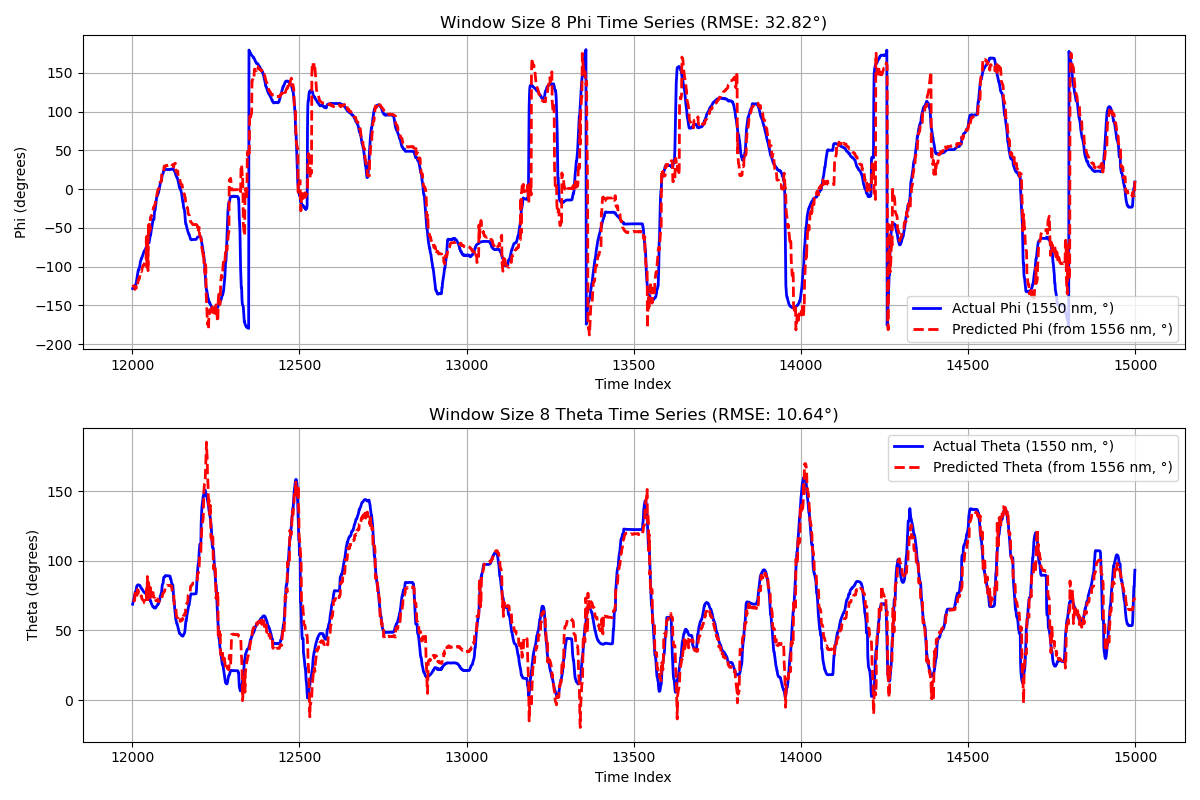 Window Size 8 Phi Time Series (RMSE: 32.82°)
Phi (degrees)
150
100
50
0
−50
−100
−150
−200
Actual Phi (1550 nm, °)
Predicted Phi (from 1556 nm, °)
12000 12500 13000 13500 14000 14500 15000
Time Index
Window Size 8 Theta Time Series (RMSE: 10.64°)
Theta (degrees)
150
100
50
0
Actual Theta (1550 nm, °)
Predicted Theta (from 1556 nm, °)
12000 12500 13000 13500 14000 14500 15000
Time Index